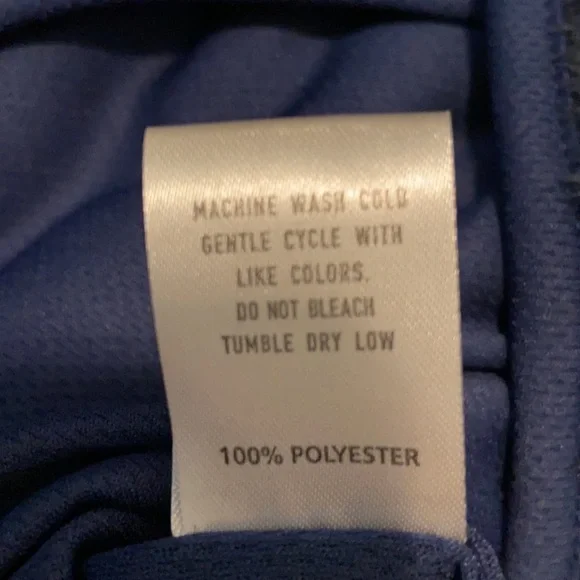 MACHINE WASH COLD
GENTLE CYCLE WITH
LIKE COLORS.
DO NOT BLEACH
TUMBLE DRY LOW
100% POLYESTER